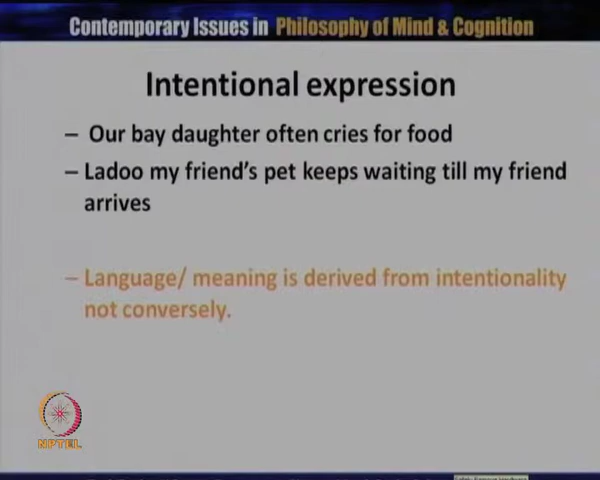 Contemporary Issues in Philosophy of Mind & Cognition
Intentional expression
– Our bay daughter often cries for food
– Ladoo my friend's pet keeps waiting till my friend
arrives
– Language/ meaning is derived from intentionality
not conversely.
NPTEL